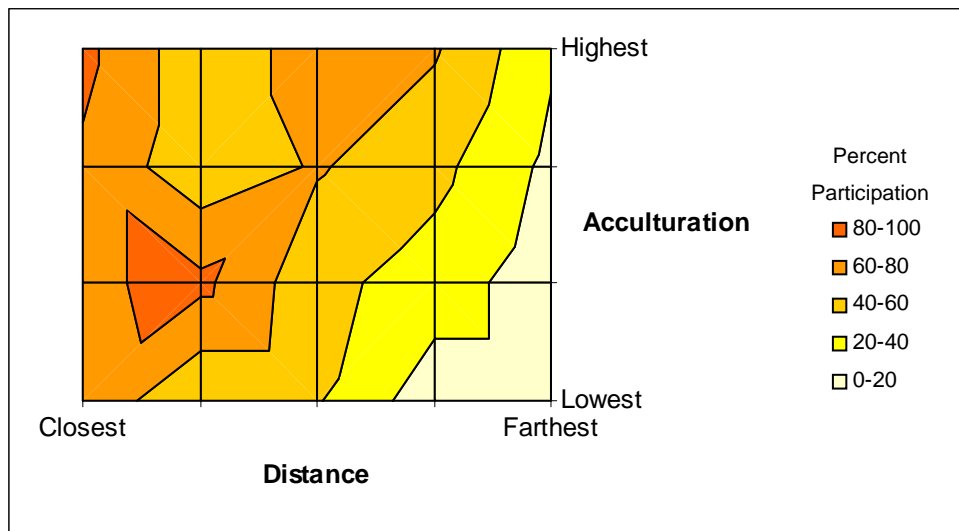 Highest
Percent
Participation
Acculturation
80-100
60-80
40-60
20-40
0-20
Lowest
Closest
Farthest
Distance